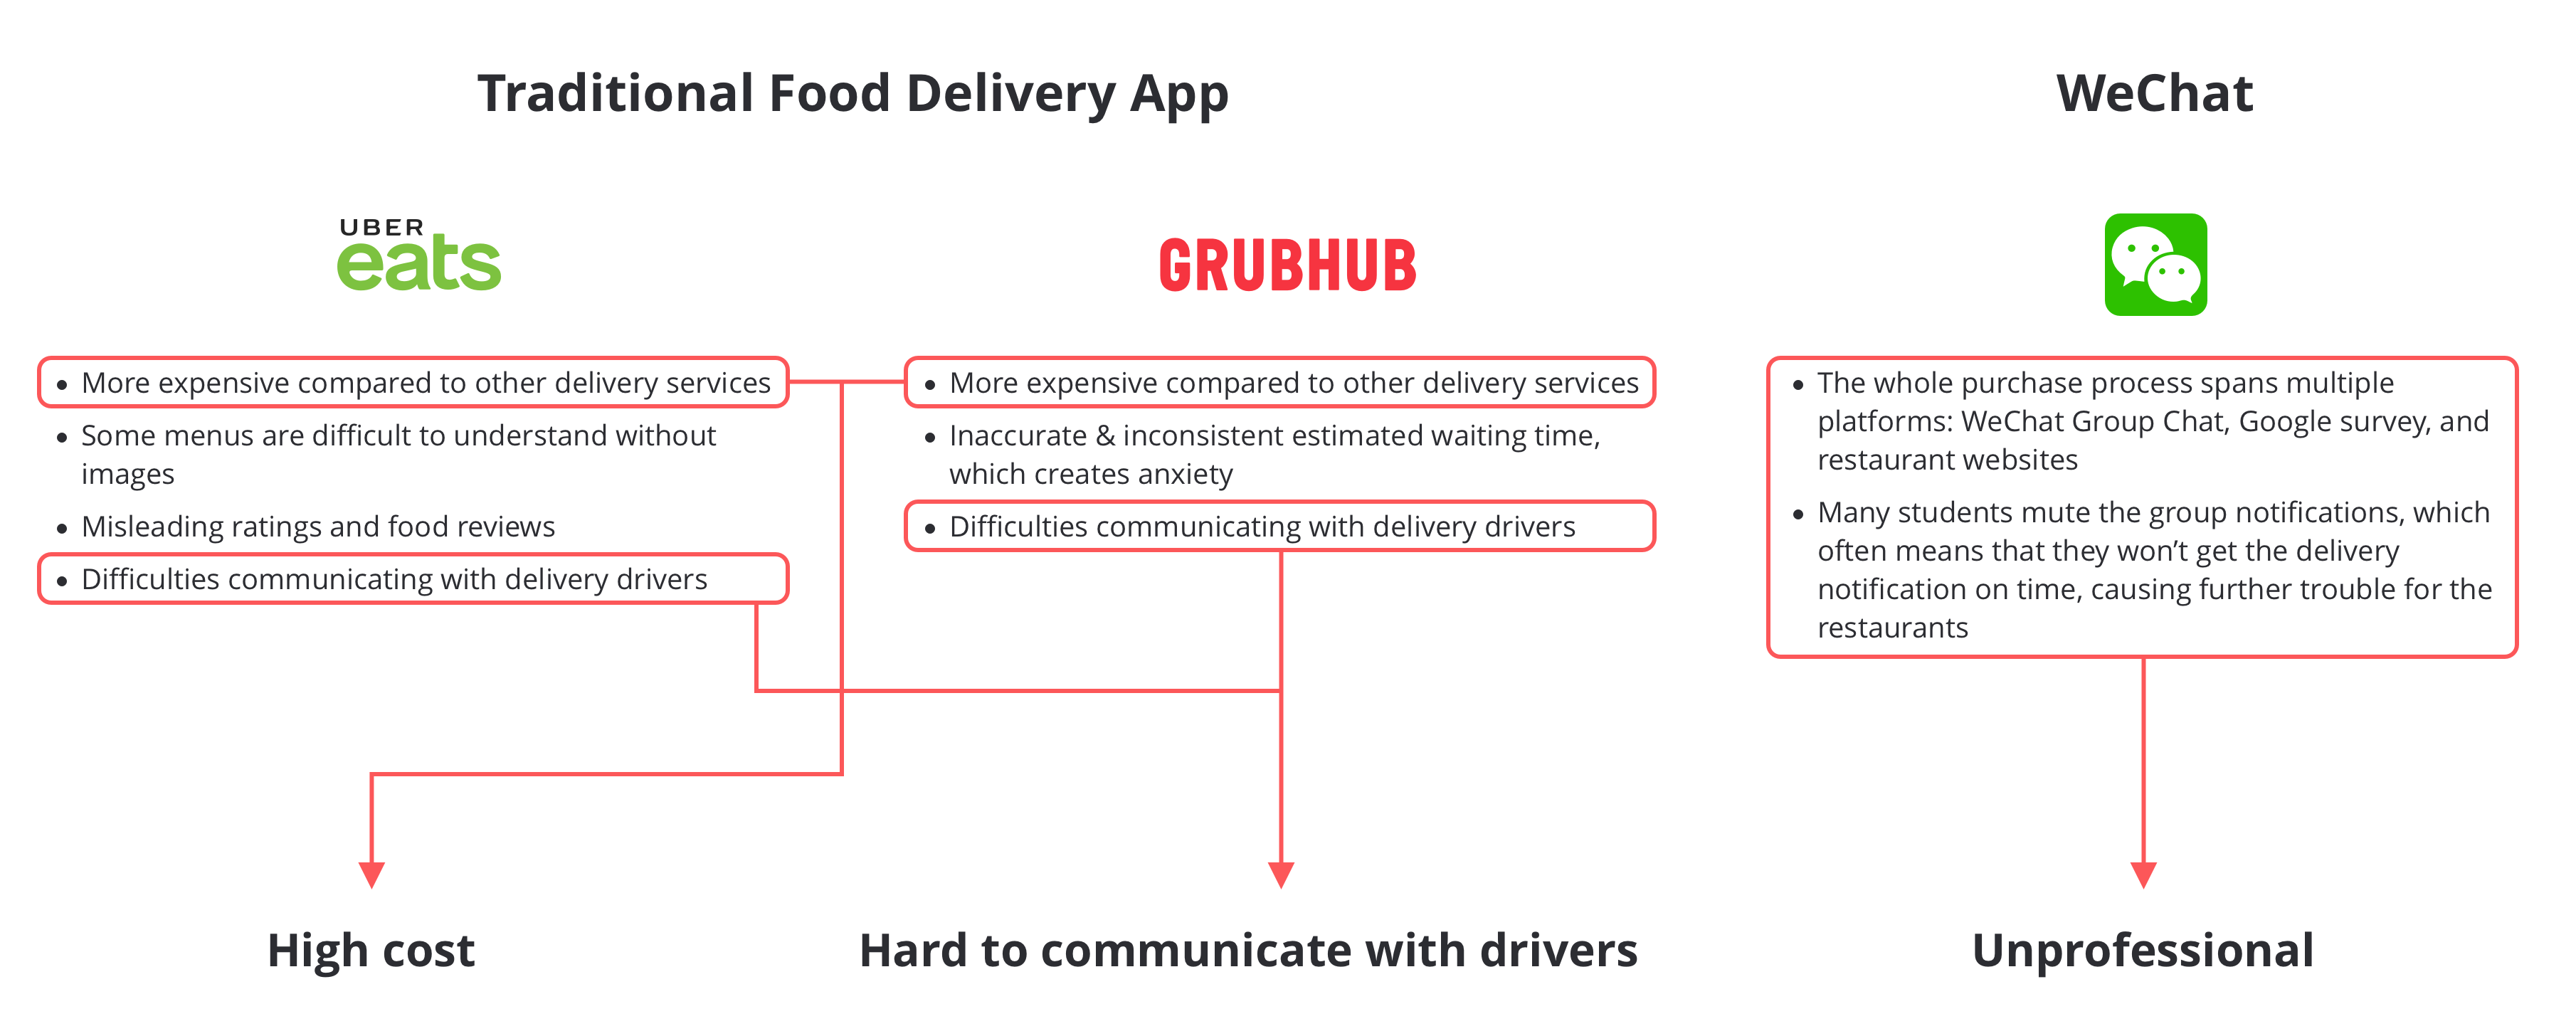 Traditional Food Delivery App
WeChat
UBER
eats
GRUBHUB
• More expensive compared to other delivery services
• Some menus are difficult to understand without
images
• Misleading ratings and food reviews
• Difficulties communicating with delivery drivers
• More expensive compared to other delivery services
• Inaccurate & inconsistent estimated waiting time,
which creates anxiety
• Difficulties communicating with delivery drivers
• The whole purchase process spans multiple
platforms: WeChat Group Chat, Google survey, and
restaurant websites
• Many students mute the group notifications, which
often means that they won’t get the delivery
notification on time, causing further trouble for the
restaurants
High cost
Hard to communicate with drivers
Unprofessional